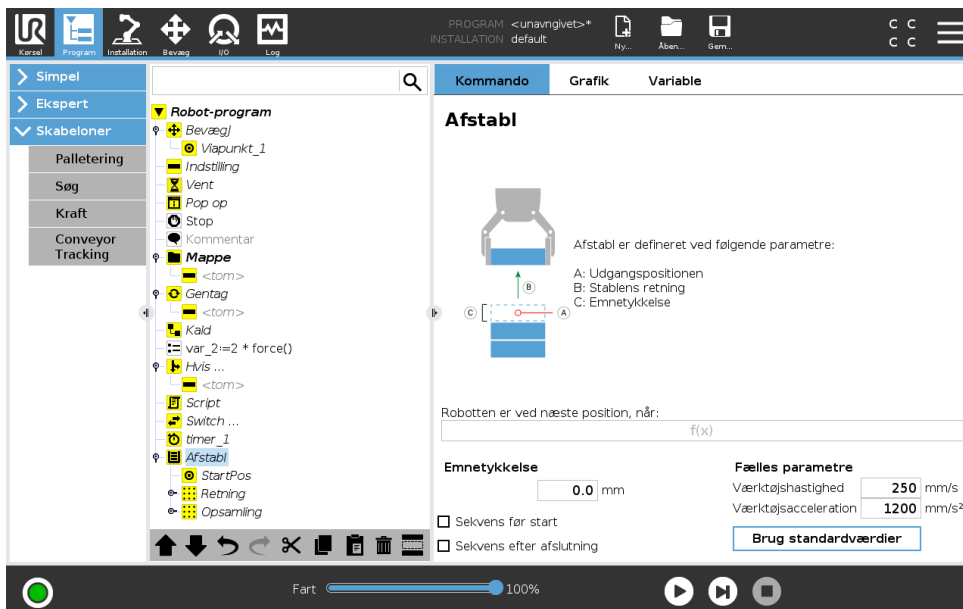 PROGRAM <unavngivet>*
INSTALLATION default
Kørsel
Program
Installation
Bevæg
I/O
Log
Ny...
Åben...
Gem...
C C
C C
Simpel
Ekspert
Skabeloner
Palletering
Søg
Kraft
Conveyor
Tracking
Robot-program
BevægJ
Viapunkt_1
Indstilling
Vent
Pop op
Stop
Kommentar
Mappe
<tom>
Gentag
<tom>
Kald
var_2:=2 * force()
Hvis ...
<tom>
Script
Switch ...
timer_1
Afstabl
StartPos
Retning
Opsamling
Kommando
Grafik
Variable
Afstabl
Afstabl er defineret ved følgende parametre:
A: Udgangspositionen
B: Stablens retning
C: Emnetykkelse
B
C
A
Robotten er ved næste position, når:
f(x)
Emnetykkelse
0.0 mm
Sekvens før start
Sekvens efter afslutning
Fælles parametre
Værktøjshastighed 250 mm/s
Værktøjsacceleration 1200 mm/s²
Brug standardværdier
Fart 100%